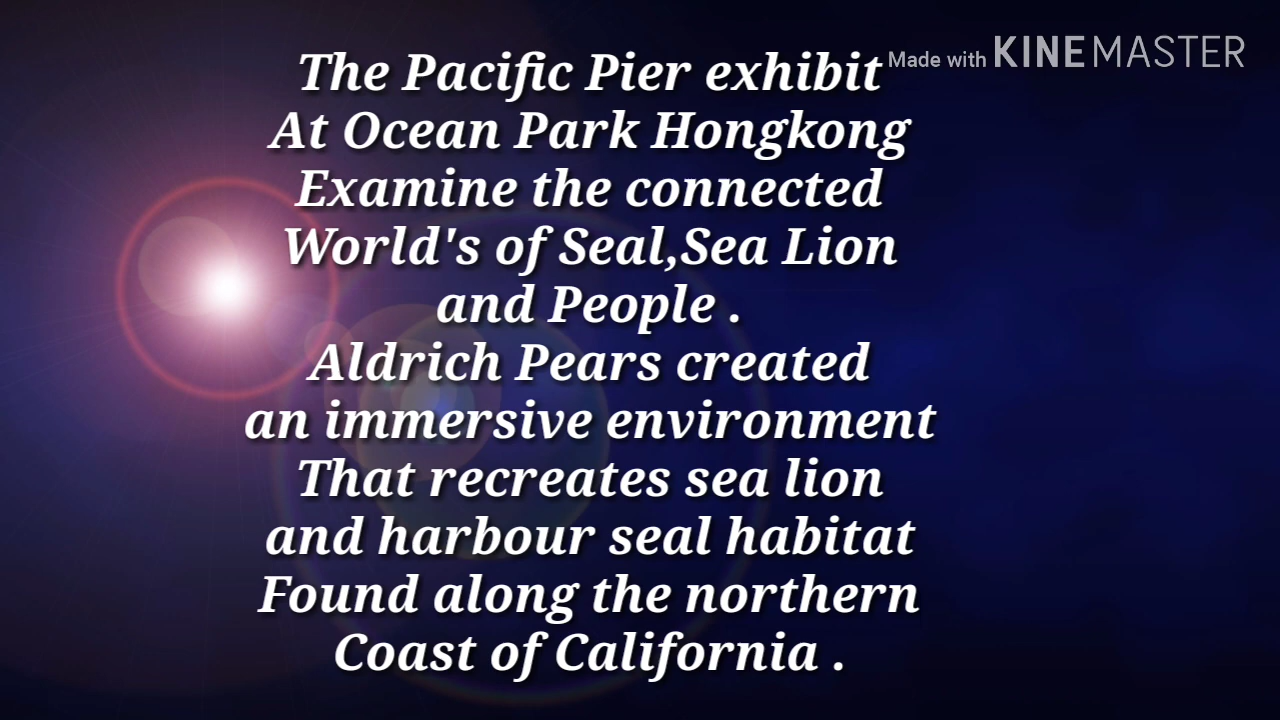 The Pacific Pier exhibit
Made with KINEMASTER
At Ocean Park Hongkong
Examine the connected
World's of Seal,Sea Lion
and People .
Aldrich Pears created
an immersive environment
That recreates sea lion
and harbour seal habitat
Found along the northern
Coast of California .